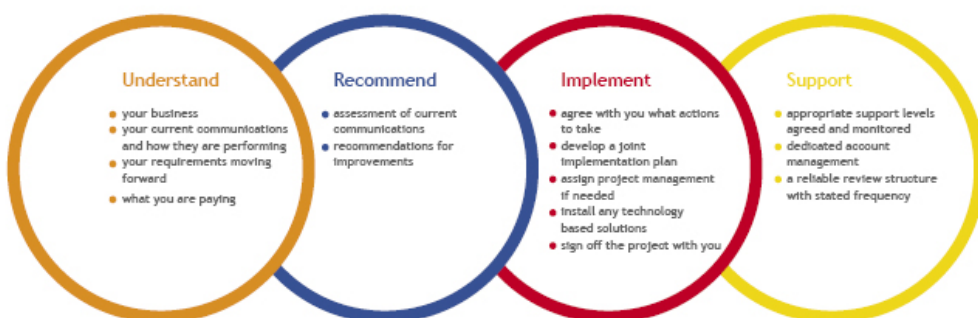 Understand
your business
your current communications
and how they are performing
your requirements moving
forward
what you are paying
Recommend
assessment of current
communications
recommendations for
improvements
Implement
agree with you what actions
to take
develop a joint
implementation plan
assign project management
if needed
install any technology
based solutions
sign off the project with you
Support
appropriate support levels
agreed and monitored
dedicated account
management
a reliable review structure
with stated frequency